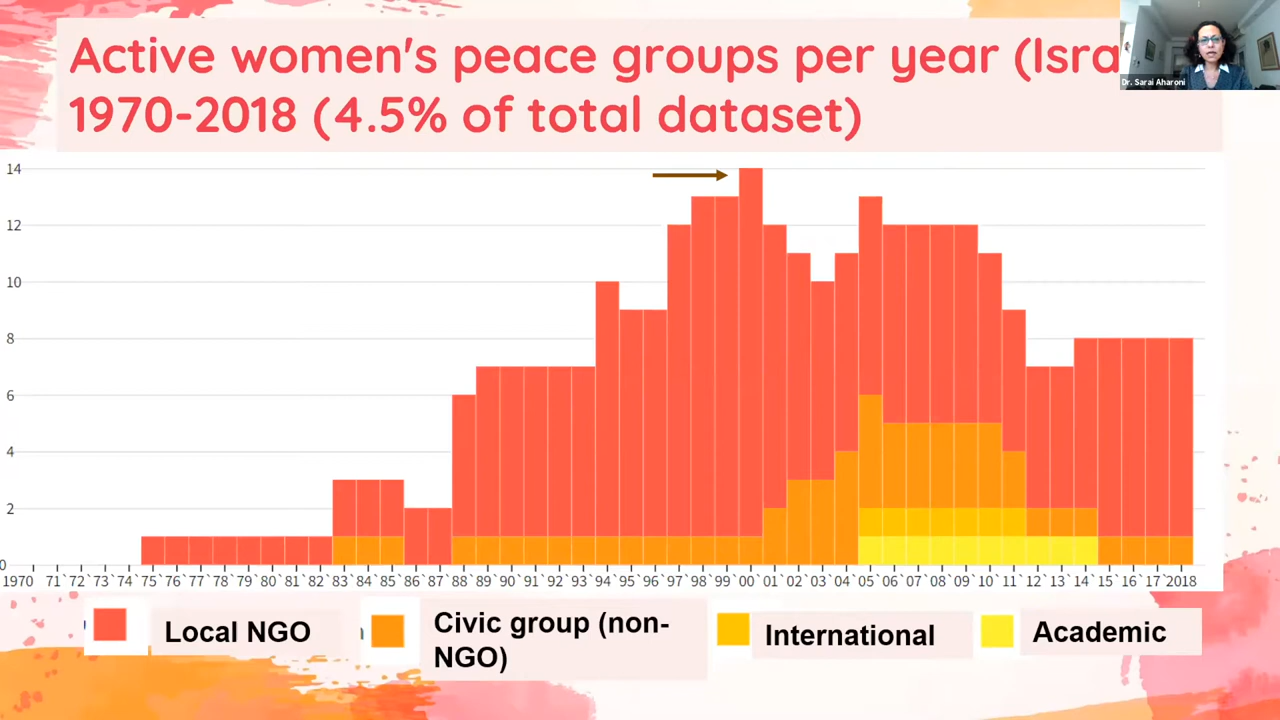 Active women's peace groups per year (Isra
Dr. Sarai Aharoni
1970-2018 (4.5% of total dataset)
14
12
10
8
6
4
2
0
1970 71` 72` 73` 74` 75` 76` 77` 78` 79` 80` 81` 82` 83` 84` 85` 86` 87` 88` 89` 90` 91` 92` 93` 94` 95` 96` 97` 98` 99` 00` 01` 02` 03` 04` 05` 06` 07` 08` 09` 10` 11` 12` 13` 14` 15` 16` 17` 2018
Local NGO
Civic group (non-
NGO)
International
Academic